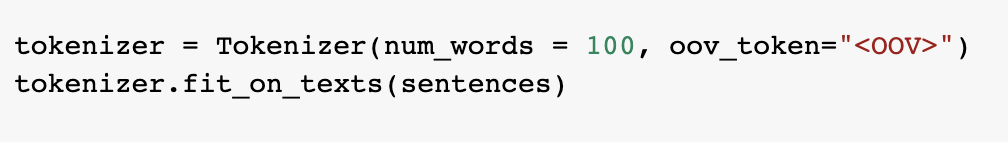 tokenizer = Tokenizer(num_words = 100, oov_token="<OOV>")
tokenizer.fit_on_texts(sentences)